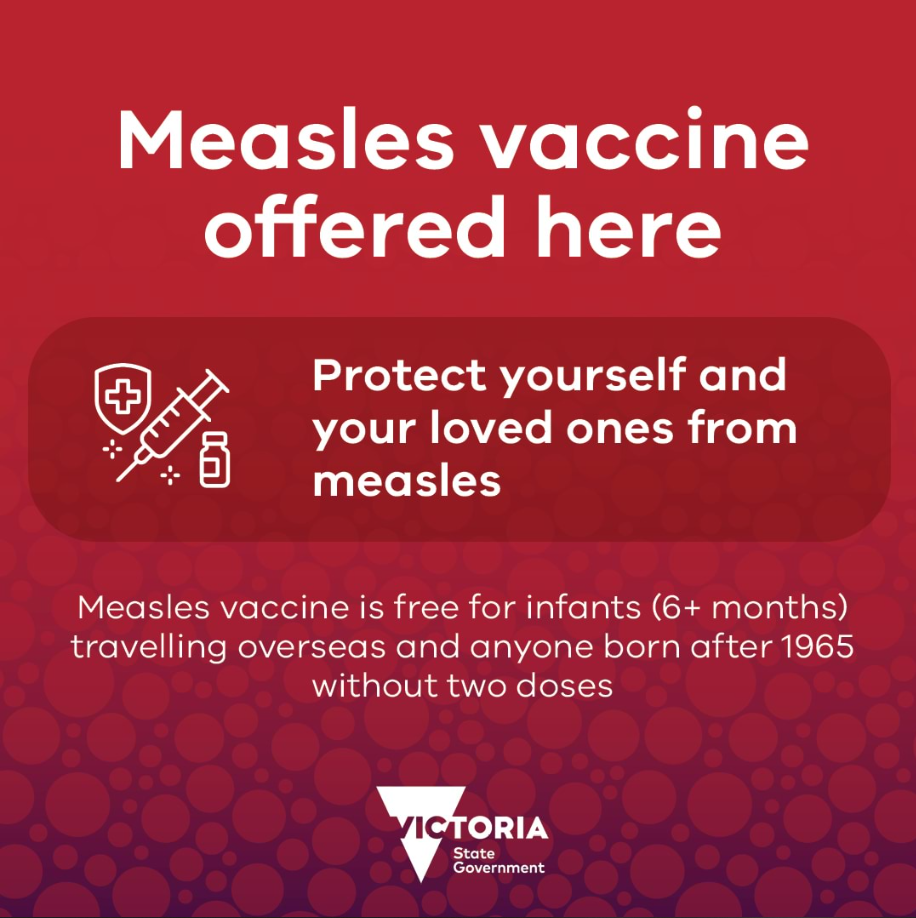 Measles vaccine
offered here
Protect yourself and
your loved ones from
measles
Measles vaccine is free for infants (6+ months)
travelling overseas and anyone born after 1965
without two doses
VICTORIA
State
Government